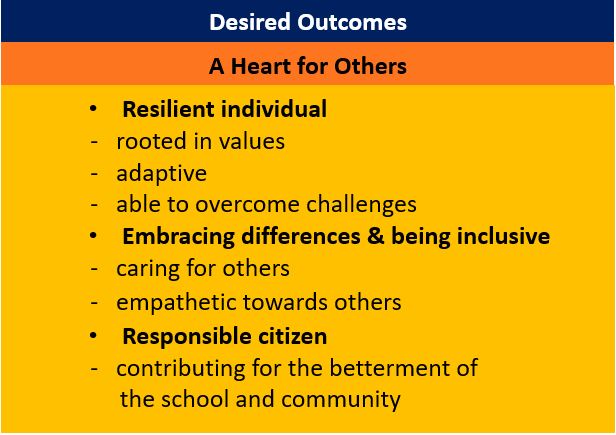 Desired Outcomes
A Heart for Others
• Resilient individual
- rooted in values
- adaptive
- able to overcome challenges
• Embracing differences & being inclusive
- caring for others
- empathetic towards others
• Responsible citizen
- contributing for the betterment of
the school and community